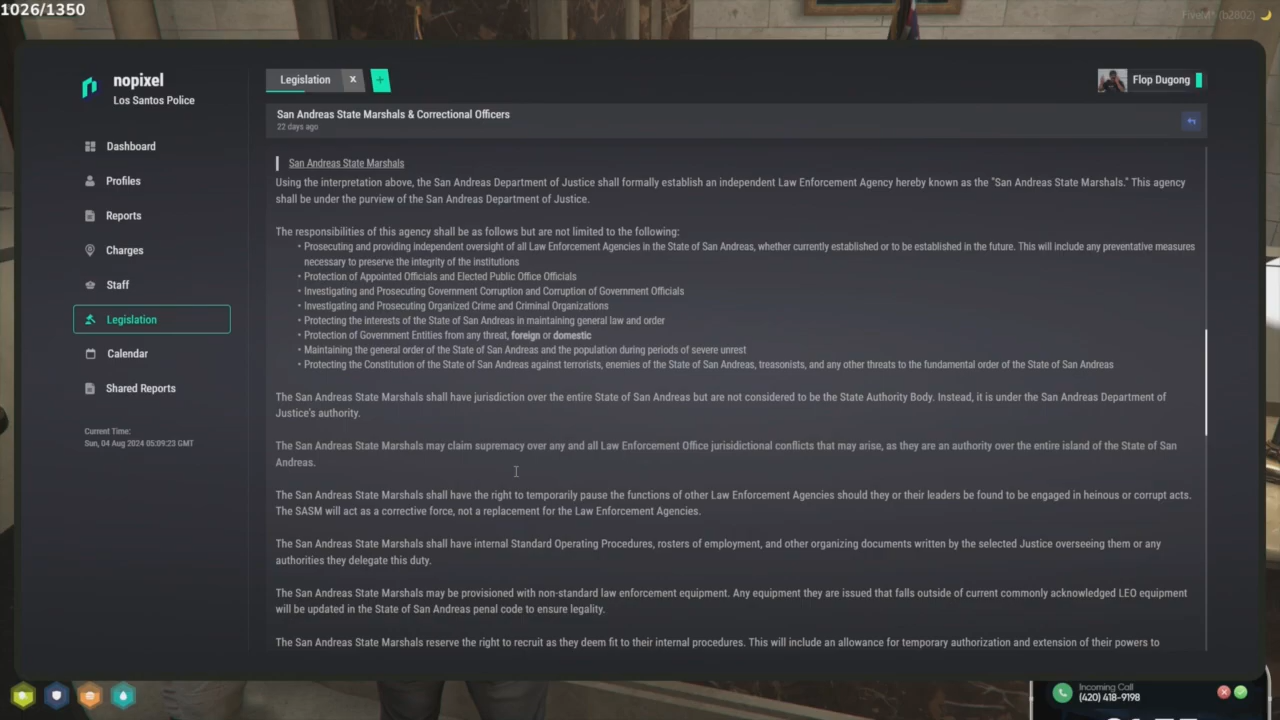 1026/1350
FiveM® (b2802)
nopixel
Los Santos Police
Legislation
x
+
Flop Dugong
San Andreas State Marshals & Correctional Officers
22 days ago
Dashboard
Profiles
Reports
Charges
Staff
Legislation
Calendar
Shared Reports
Current Time:
Sun, 04 Aug 2024 05:09:23 GMT
San Andreas State Marshals
Using the interpretation above, the San Andreas Department of Justice shall formally establish an independent Law Enforcement Agency hereby known as the "San Andreas State Marshals." This agency
shall be under the purview of the San Andreas Department of Justice.
The responsibilities of this agency shall be as follows but are not limited to the following:
• Prosecuting and providing independent oversight of all Law Enforcement Agencies in the State of San Andreas, whether currently established or to be established in the future. This will include any preventative measures
necessary to preserve the integrity of the institutions
• Protection of Appointed Officials and Elected Public Office Officials
• Investigating and Prosecuting Government Corruption and Corruption of Government Officials
• Investigating and Prosecuting Organized Crime and Criminal Organizations
• Protecting the interests of the State of San Andreas in maintaining general law and order
• Protection of Government Entities from any threat, foreign or domestic
• Maintaining the general order of the State of San Andreas and the population during periods of severe unrest
• Protecting the Constitution of the State of San Andreas against terrorists, enemies of the State of San Andreas, treasonists, and any other threats to the fundamental order of the State of San Andreas
The San Andreas State Marshals shall have jurisdiction over the entire State of San Andreas but are not considered to be the State Authority Body. Instead, it is under the San Andreas Department of
Justice's authority.
The San Andreas State Marshals may claim supremacy over any and all Law Enforcement Office jurisidictional conflicts that may arise, as they are an authority over the entire island of the State of San
Andreas.
The San Andreas State Marshals shall have the right to temporarily pause the functions of other Law Enforcement Agencies should they or their leaders be found to be engaged in heinous or corrupt acts.
The SASM will act as a corrective force, not a replacement for the Law Enforcement Agencies.
The San Andreas State Marshals shall have internal Standard Operating Procedures, rosters of employment, and other organizing documents written by the selected Justice overseeing them or any
authorities they delegate this duty.
The San Andreas State Marshals may be provisioned with non-standard law enforcement equipment. Any equipment they are issued that falls outside of current commonly acknowledged LEO equipment
will be updated in the State of San Andreas penal code to ensure legality.
The San Andreas State Marshals reserve the right to recruit as they deem fit to their internal procedures. This will include an allowance for temporary authorization and extension of their powers to
Incoming Call
(420) 418-9198